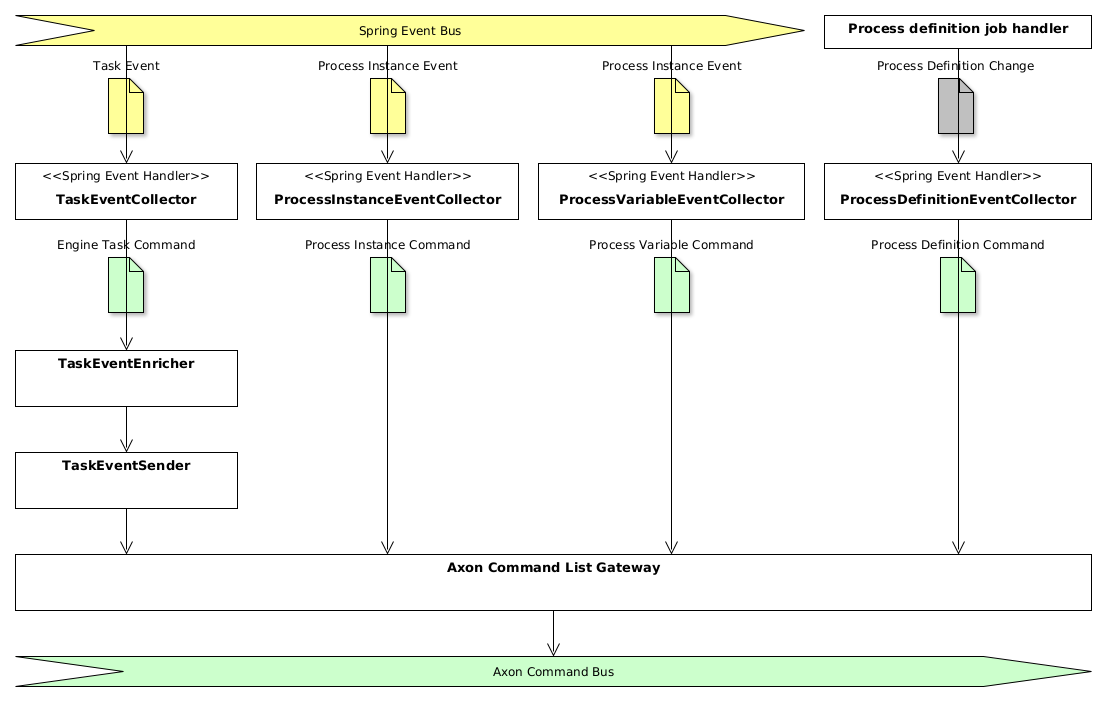 Spring Event Bus
Process definition job handler
Task Event
Process Instance Event
Process Instance Event
Process Definition Change
<<Spring Event Handler>>
TaskEventCollector
<<Spring Event Handler>>
ProcessInstanceEventCollector
<<Spring Event Handler>>
ProcessVariableEventCollector
<<Spring Event Handler>>
ProcessDefinitionEventCollector
Engine Task Command
Process Instance Command
Process Variable Command
Process Definition Command
TaskEventEnricher
TaskEventSender
Axon Command List Gateway
Axon Command Bus